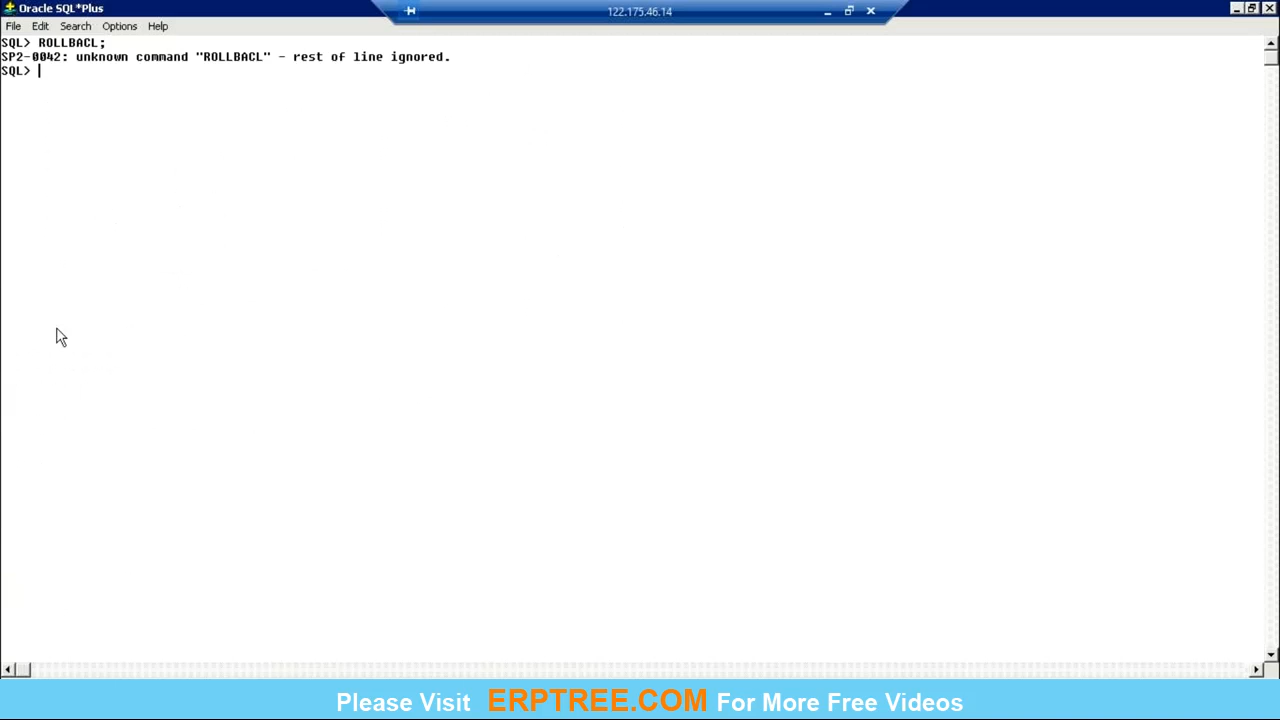 Oracle SQL*Plus
122.175.46.14
File Edit Search Options Help
SQL> ROLLBACL;
SP2-0042: unknown command "ROLLBACL" - rest of line ignored.
SQL>
Please Visit ERPTREE.COM For More Free Videos